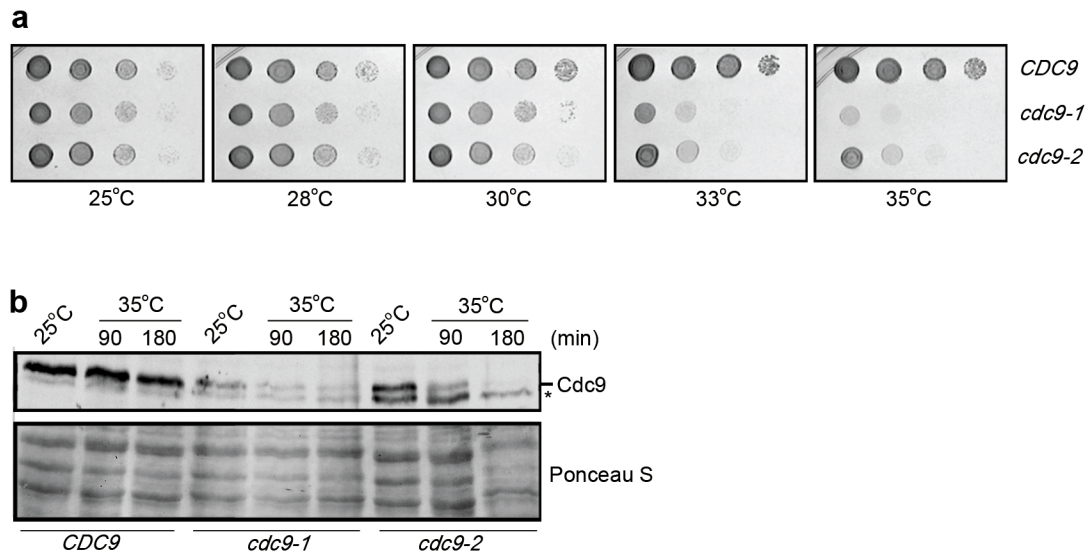 a
CDC9
cdc9-1
cdc9-2
25°C 28°C 30°C 33°C 35°C
b
25°C 35°C 25°C 35°C 25°C 35°C
90 180 90 180 90 180 (min)
Cdc9
*
Ponceau S
CDC9 cdc9-1 cdc9-2